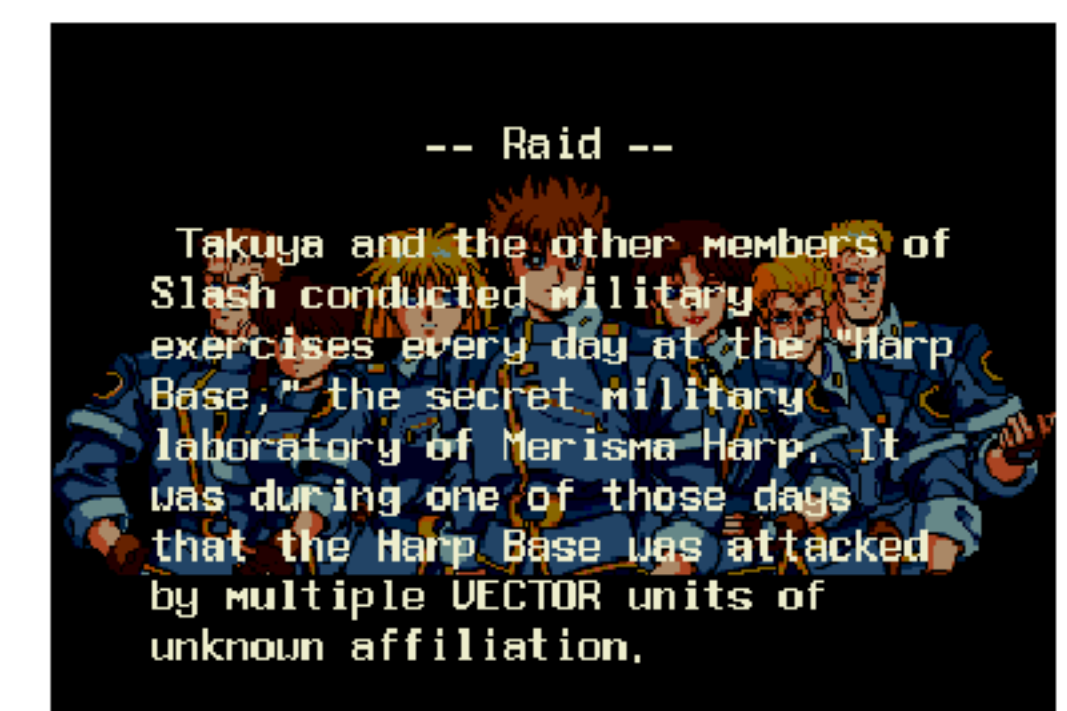 -- Raid --
Takuya and the other members of
Slash conducted military
exercises every day at the "Harp
Base," the secret military
laboratory of Merisma Harp. It
was during one of those days
that the Harp Base was attacked
by multiple VECTOR units of
unknown affiliation.